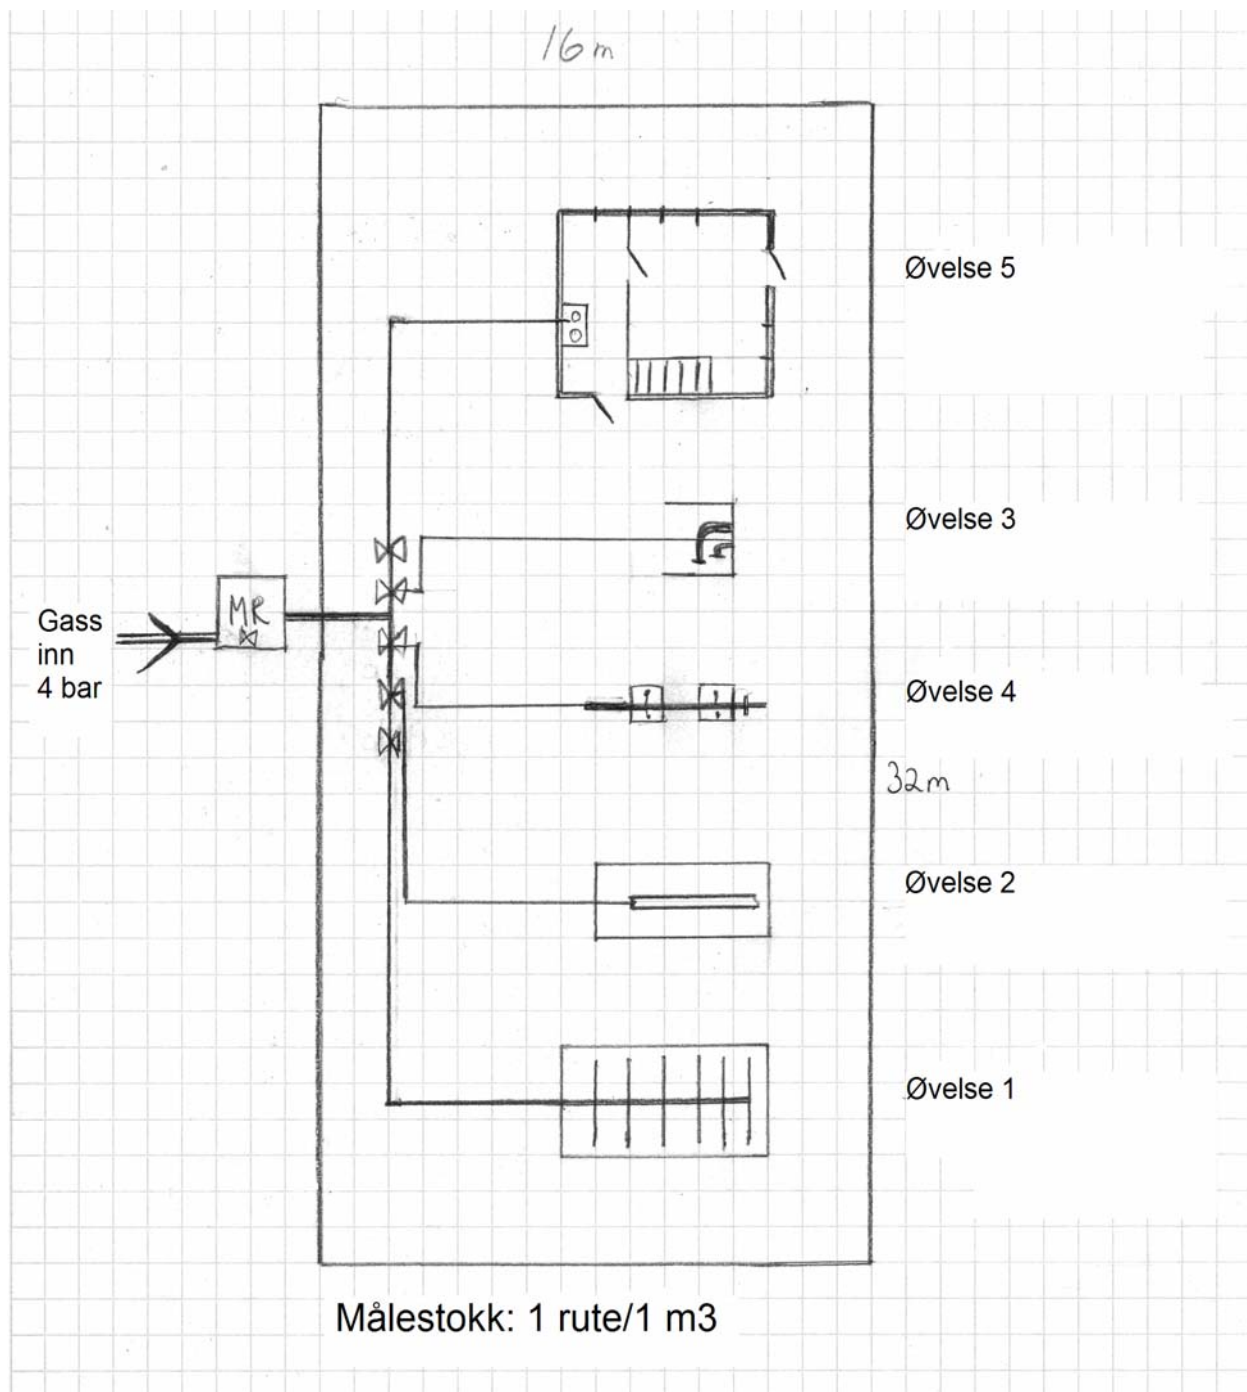 16 m
Øvelse 5
Øvelse 3
Gass
inn
4 bar
MR
Øvelse 4
32m
Øvelse 2
Øvelse 1
Målestokk: 1 rute/1 m3